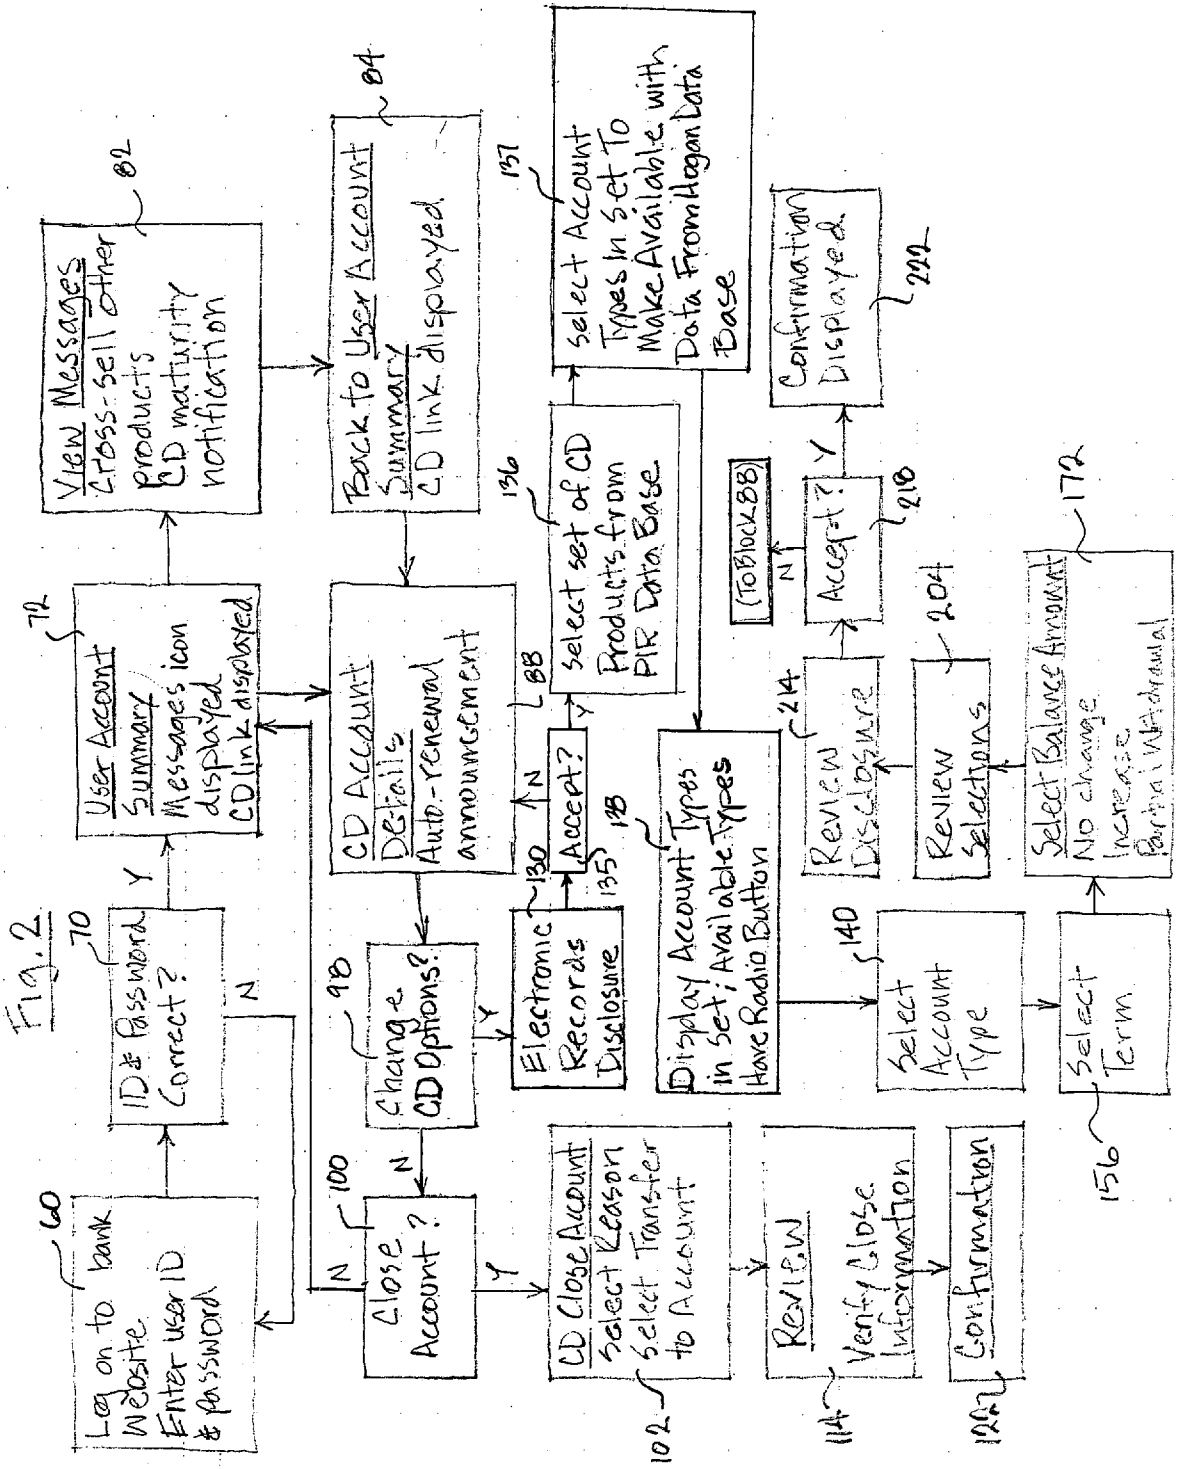 Fig. 2
60
Log on to bank
Website
Enter user ID
& password
70
ID & Password
Correct?
Y
N
72
User Account
Summary
Messages icon
displayed
CD link displayed
82
View Messages
Cross-sell other
products
CD maturity
notification
84
Back to User Account
Summary
CD link displayed
88
CD Account
Details
Auto-renewal
announcement
98
Change
CD Options?
N
Y
100
Close
Account?
N
Y
102
CD Close Account
Select Reason
Select Transfer
to Account
114
Review
Verify Close
Information
122
Confirmation
130
Electronic
Records
Disclosure
135
Accept?
N
Y
136
Select set of CD
Products from
PIR Data Base
137
Select Account
Types In Set To
Make Available with
Data From Hogan Data
Base
138
Display Account Types
in Set; Available Types
Have Radio Button
140
Select
Account
Type
156
Select
Term
172
Select Balance Amount
No change
Increase
Partial Withdrawal
204
Review
Selections
214
Review
Disclosure
218
Accept?
N
Y
(To Block 88)
222
Confirmation
Displayed